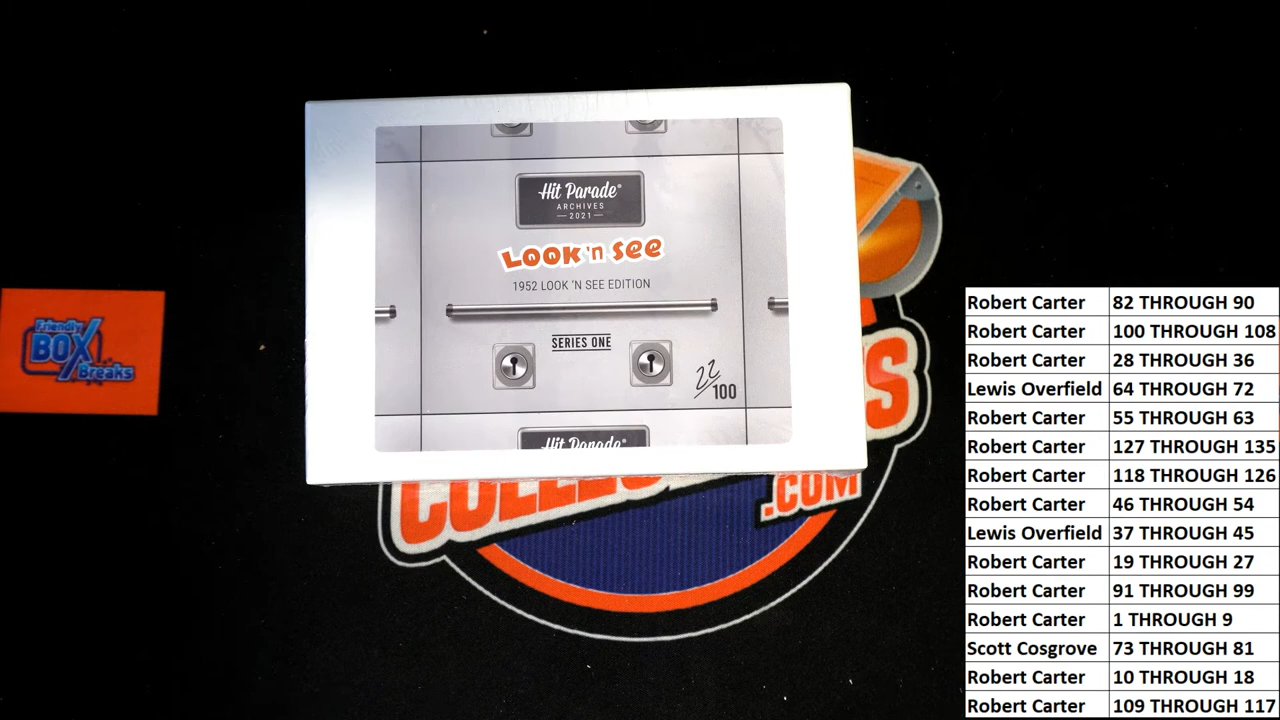 Hit Parade®
ARCHIVES
—2021—
LOOK 'n SEE
1952 LOOK 'N SEE EDITION
SERIES ONE
22/100
Hit Parade®
Friendly
BOX
Breaks
.COM
Robert Carter 82 THROUGH 90
Robert Carter 100 THROUGH 108
Robert Carter 28 THROUGH 36
Lewis Overfield 64 THROUGH 72
Robert Carter 55 THROUGH 63
Robert Carter 127 THROUGH 135
Robert Carter 118 THROUGH 126
Robert Carter 46 THROUGH 54
Lewis Overfield 37 THROUGH 45
Robert Carter 19 THROUGH 27
Robert Carter 91 THROUGH 99
Robert Carter 1 THROUGH 9
Scott Cosgrove 73 THROUGH 81
Robert Carter 10 THROUGH 18
Robert Carter 109 THROUGH 117